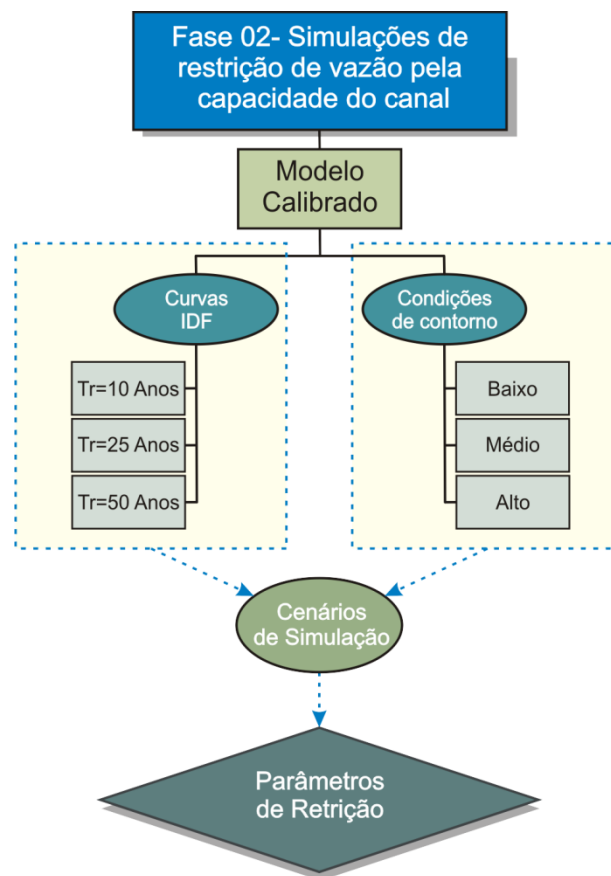 Fase 02- Simulações de
restrição de vazão pela
capacidade do canal
Modelo
Calibrado
Curvas
IDF
Tr=10 Anos
Tr=25 Anos
Tr=50 Anos
Condições
de contorno
Baixo
Médio
Alto
Cenários
de Simulação
Parâmetros
de Retrição